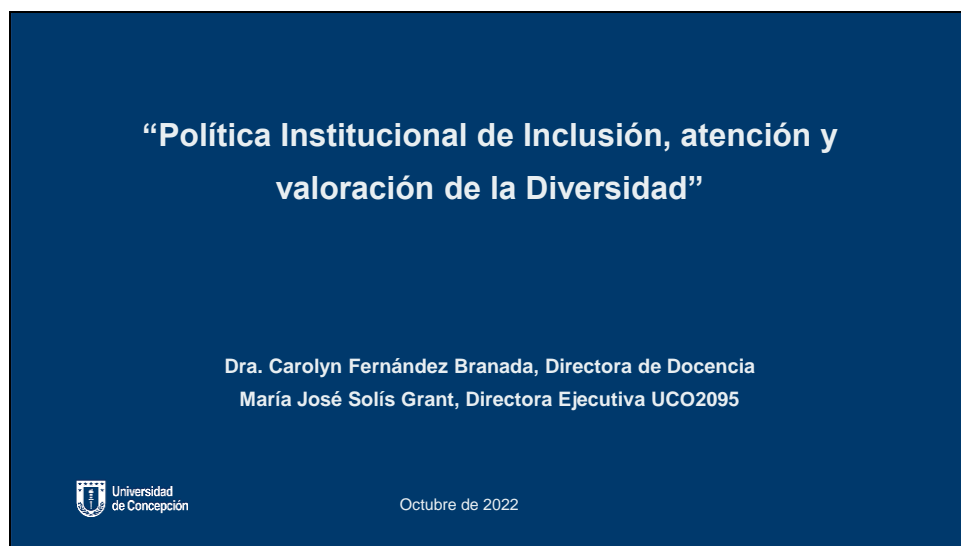 “Política Institucional de Inclusión, atención y
valoración de la Diversidad”
Dra. Carolyn Fernández Branada, Directora de Docencia
María José Solís Grant, Directora Ejecutiva UCO2095
Universidad
de Concepción
Octubre de 2022